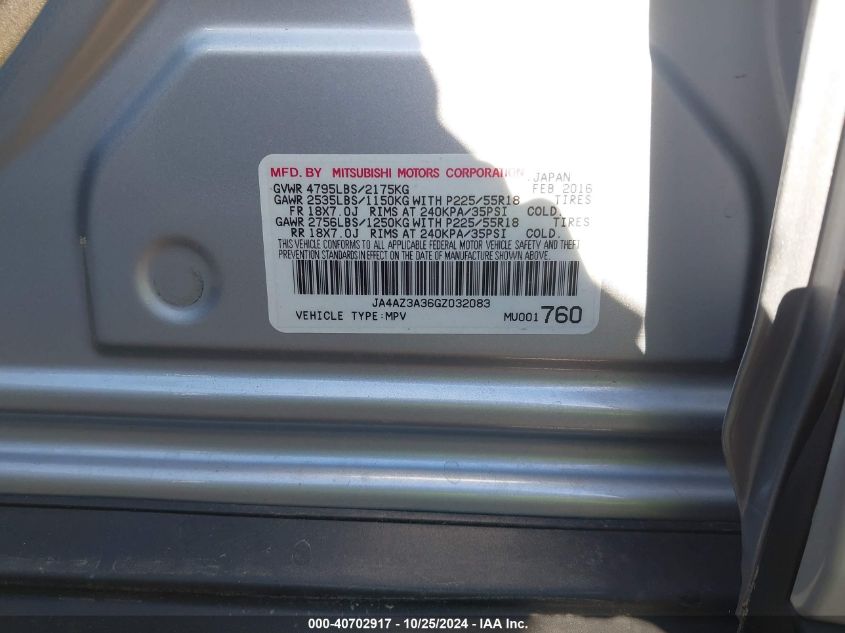 MFD. BY MITSUBISHI MOTORS CORPORATION JAPAN
GVWR 4795LBS/2175KG FEB 2016
GAWR 2535LBS/1150KG WITH P225/55R18 TIRES
FR 18X7.0J RIMS AT 240KPA/35PSI COLD.
GAWR 2756LBS/1250KG WITH P225/55R18 TIRES
RR 18X7.0J RIMS AT 240KPA/35PSI COLD.
THIS VEHICLE CONFORMS TO ALL APPLICABLE FEDERAL MOTOR VEHICLE SAFETY AND THEFT
PREVENTION STANDARDS IN EFFECT ON THE DATE OF MANUFACTURE SHOWN ABOVE.
JA4AZ3A36GZ032083
VEHICLE TYPE:MPV MU001 760
000-40702917 - 10/25/2024 - IAA Inc.